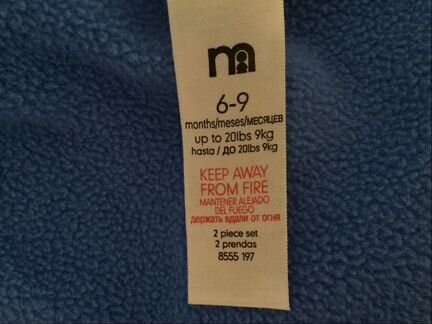 m
6-9
months/meses/МЕСЯЦЕВ
up to 20lbs 9kg
hasta / ДО 20lbs 9kg
KEEP AWAY
FROM FIRE
MANTENER ALEJADO
DEL FUEGO
держать вдали от огня
2 piece set
2 prendas
8555 197